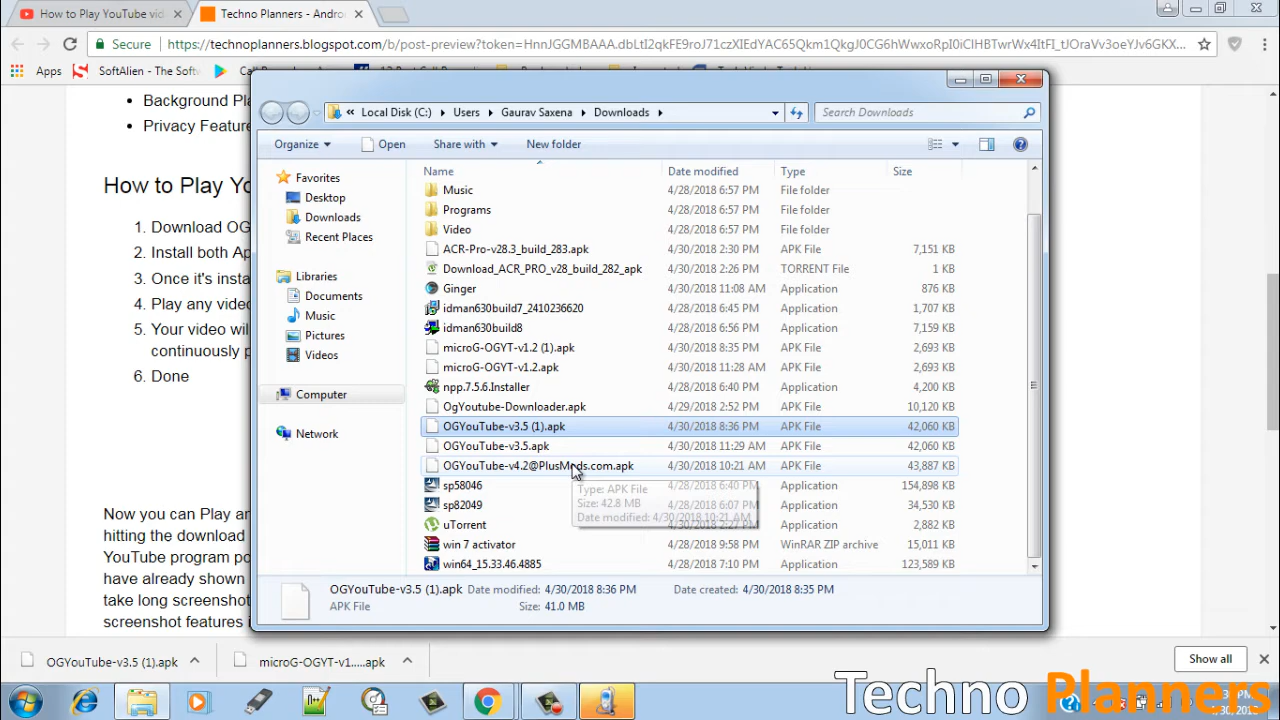 How to Play YouTube vid
Techno Planners - Andro
Secure
https://technoplanners.blogspot.com/b/post-preview?token=
Apps
SoftAlien - The Softw
Background Pla
Privacy Feature
How to Play Yo
1. Download OG
2. Install both Ap
3. Once it's insta
4. Play any video
5. Your video wil
continuously p
6. Done
Now you can Play an
hitting the download
YouTube program po
have already shown
take long screenshot
screenshot features i
Local Disk (C:)
Users
Gaurav Saxena
Downloads
Search Downloads
Organize
Open
Share with
New folder
Favorites
Desktop
Downloads
Recent Places
Libraries
Documents
Music
Pictures
Videos
Computer
Network
Name Date modified Type Size
Music 4/28/2018 6:57 PM File folder
Programs 4/28/2018 6:57 PM File folder
Video 4/28/2018 6:57 PM File folder
ACR-Pro-v28.3_build_283.apk 4/30/2018 2:30 PM APK File 7,151 KB
Download_ACR_PRO_v28_build_282_apk 4/30/2018 2:26 PM TORRENT File 1 KB
Ginger 4/30/2018 11:08 AM Application 876 KB
idman630build7_2410236620 4/28/2018 6:45 PM Application 1,707 KB
idman630build8 4/28/2018 6:56 PM Application 7,159 KB
microG-OGYT-v1.2 (1).apk 4/30/2018 8:35 PM APK File 2,693 KB
microG-OGYT-v1.2.apk 4/30/2018 11:28 AM APK File 2,693 KB
npp.7.5.6.Installer 4/28/2018 6:40 PM Application 4,200 KB
OgYoutube-Downloader.apk 4/29/2018 2:52 PM APK File 10,120 KB
OGYouTube-v3.5 (1).apk 4/30/2018 8:36 PM APK File 42,060 KB
OGYouTube-v3.5.apk 4/30/2018 11:29 AM APK File 42,060 KB
OGYouTube-v4.2@PlusMods.com.apk 4/30/2018 10:21 AM APK File 43,887 KB
sp58046 4/28/2018 6:40 PM Application 154,898 KB
sp82049 4/28/2018 6:07 PM Application 34,530 KB
uTorrent 4/30/2018 2:27 PM Application 2,882 KB
win 7 activator 4/28/2018 9:58 PM WinRAR ZIP archive 15,011 KB
win64_15.33.46.4885 4/28/2018 7:10 PM Application 123,589 KB
Type: APK File
Size: 42.8 MB
Date modified: 4/30/2018 10:21 AM
OGYouTube-v3.5 (1).apk Date modified: 4/30/2018 8:36 PM Date created: 4/30/2018 8:35 PM
APK File Size: 41.0 MB
OGYouTube-v3.5 (1).apk
microG-OGYT-v1.....apk
Show all
Techno Planners